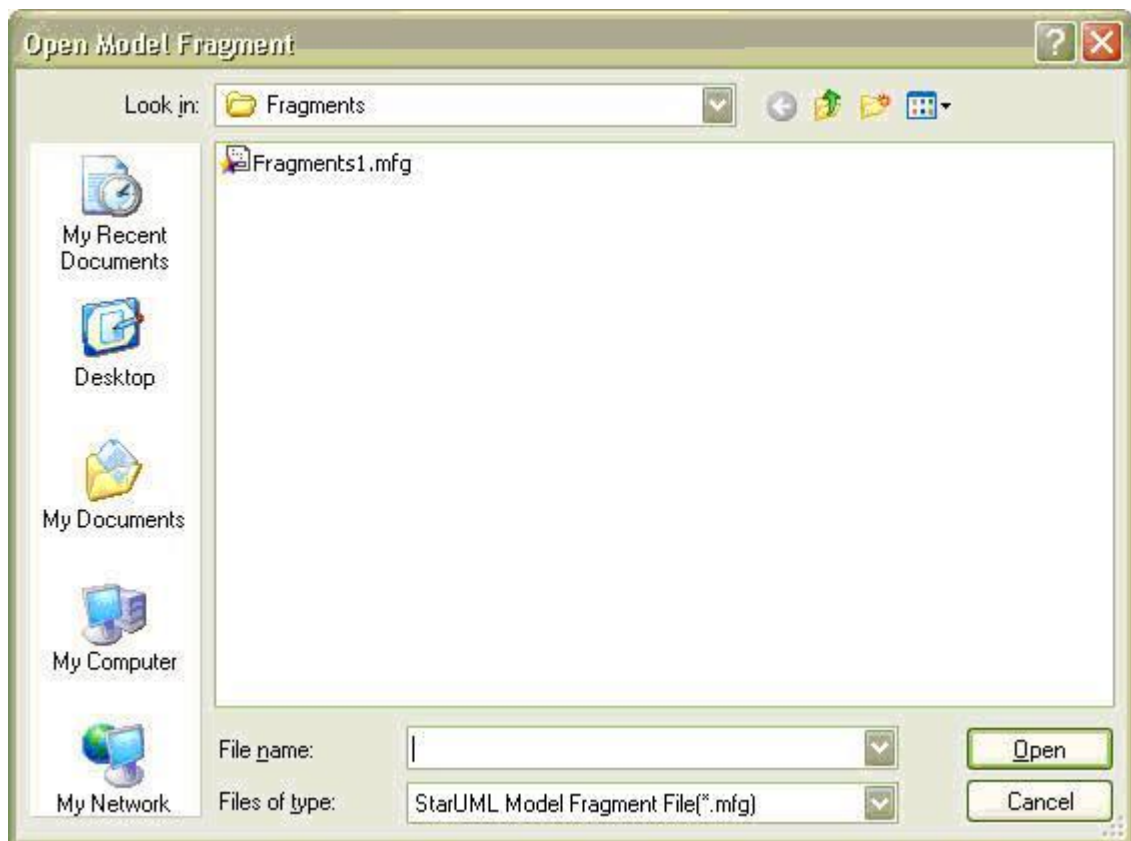 Open Model Fragment
Look in: Fragments
Fragments1.mfg
My Recent
Documents
Desktop
My Documents
My Computer
My Network
File name:
Open
Files of type: StarUML Model Fragment File(*.mfg)
Cancel